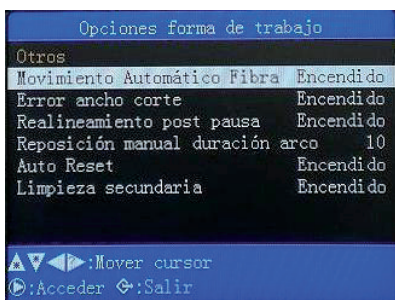 Opciones forma de trabajo
Otros
Movimiento Automático Fibra Encendido
Error ancho corte Encendido
Realineamiento post pausa Encendido
Reposición manual duración arco 10
Auto Reset Encendido
Limpieza secundaria Encendido
:Mover cursor
:Acceder :Salir